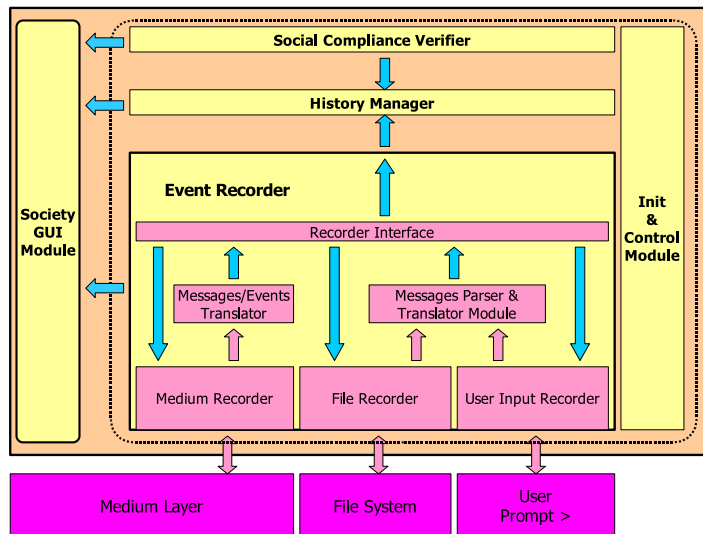 Social Compliance Verifier
History Manager
Event Recorder
Recorder Interface
Society
GUI
Module
Init
&
Control
Module
Messages/Events
Translator
Messages Parser &
Translator Module
Medium Recorder
File Recorder
User Input Recorder
Medium Layer
File System
User
Prompt >